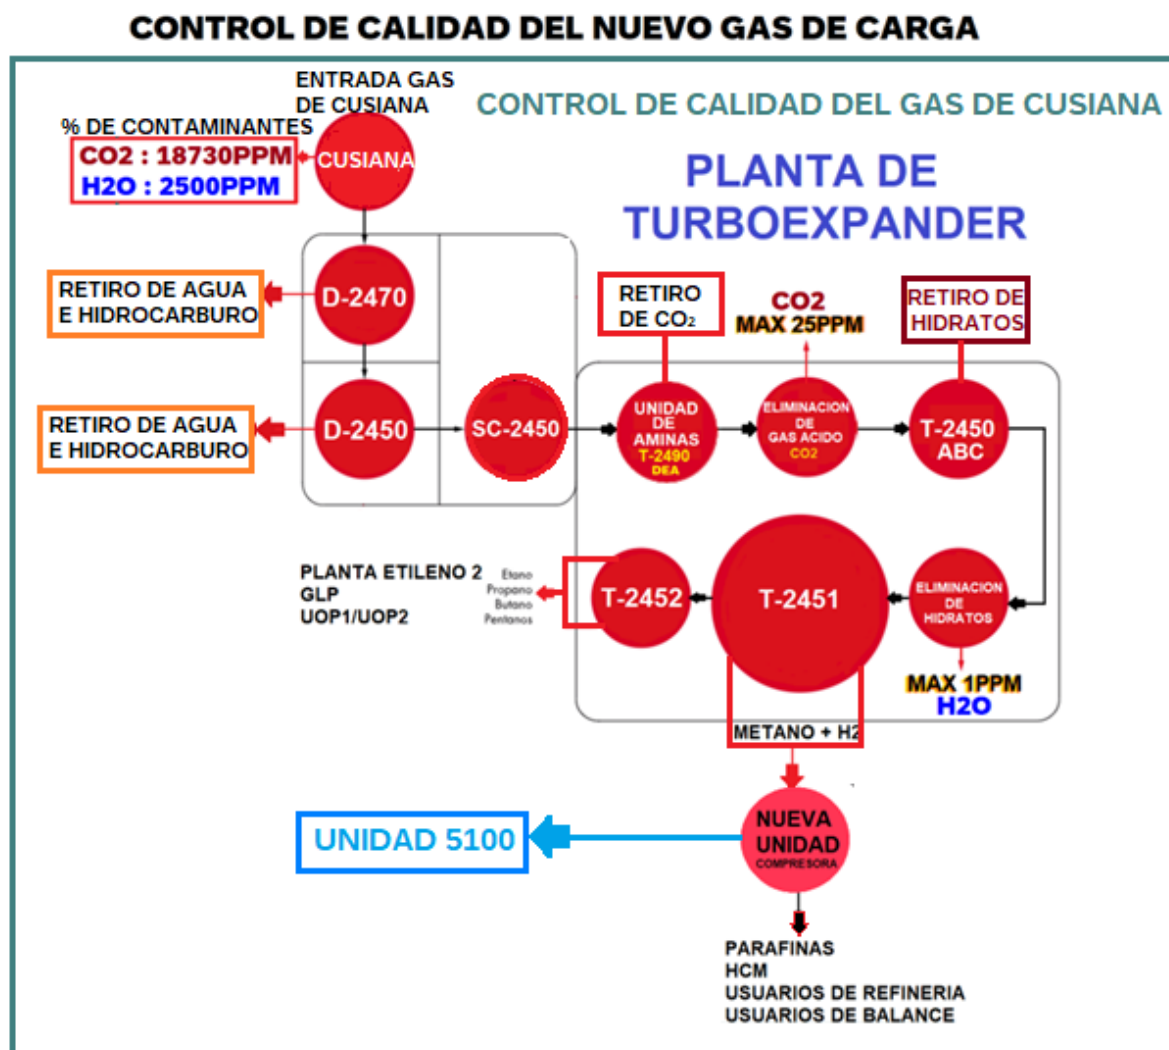 CONTROL DE CALIDAD DEL NUEVO GAS DE CARGA
ENTRADA GAS
DE CUSIANA
CONTROL DE CALIDAD DEL GAS DE CUSIANA
% DE CONTAMINANTES
CO2 : 18730PPM
H2O : 2500PPM
CUSIANA
PLANTA DE
TURBOEXPANDER
RETIRO DE AGUA
E HIDROCARBURO
D-2470
RETIRO DE CO₂
CO2
MAX 25PPM
RETIRO DE
HIDRATOS
RETIRO DE AGUA
E HIDROCARBURO
D-2450
SC-2450
UNIDAD
DE
AMINAS
T-2490
DEA
ELIMINACION
DE
GAS ACIDO
CO2
T-2450
ABC
PLANTA ETILENO 2
GLP
UOP1/UOP2
Etano
Propano
Butano
Pentanos
T-2452
T-2451
ELIMINACION
DE
HIDRATOS
MAX 1PPM
H2O
METANO + H2
UNIDAD 5100
NUEVA
UNIDAD
COMPRESORA
PARAFINAS
HCM
USUARIOS DE REFINERIA
USUARIOS DE BALANCE